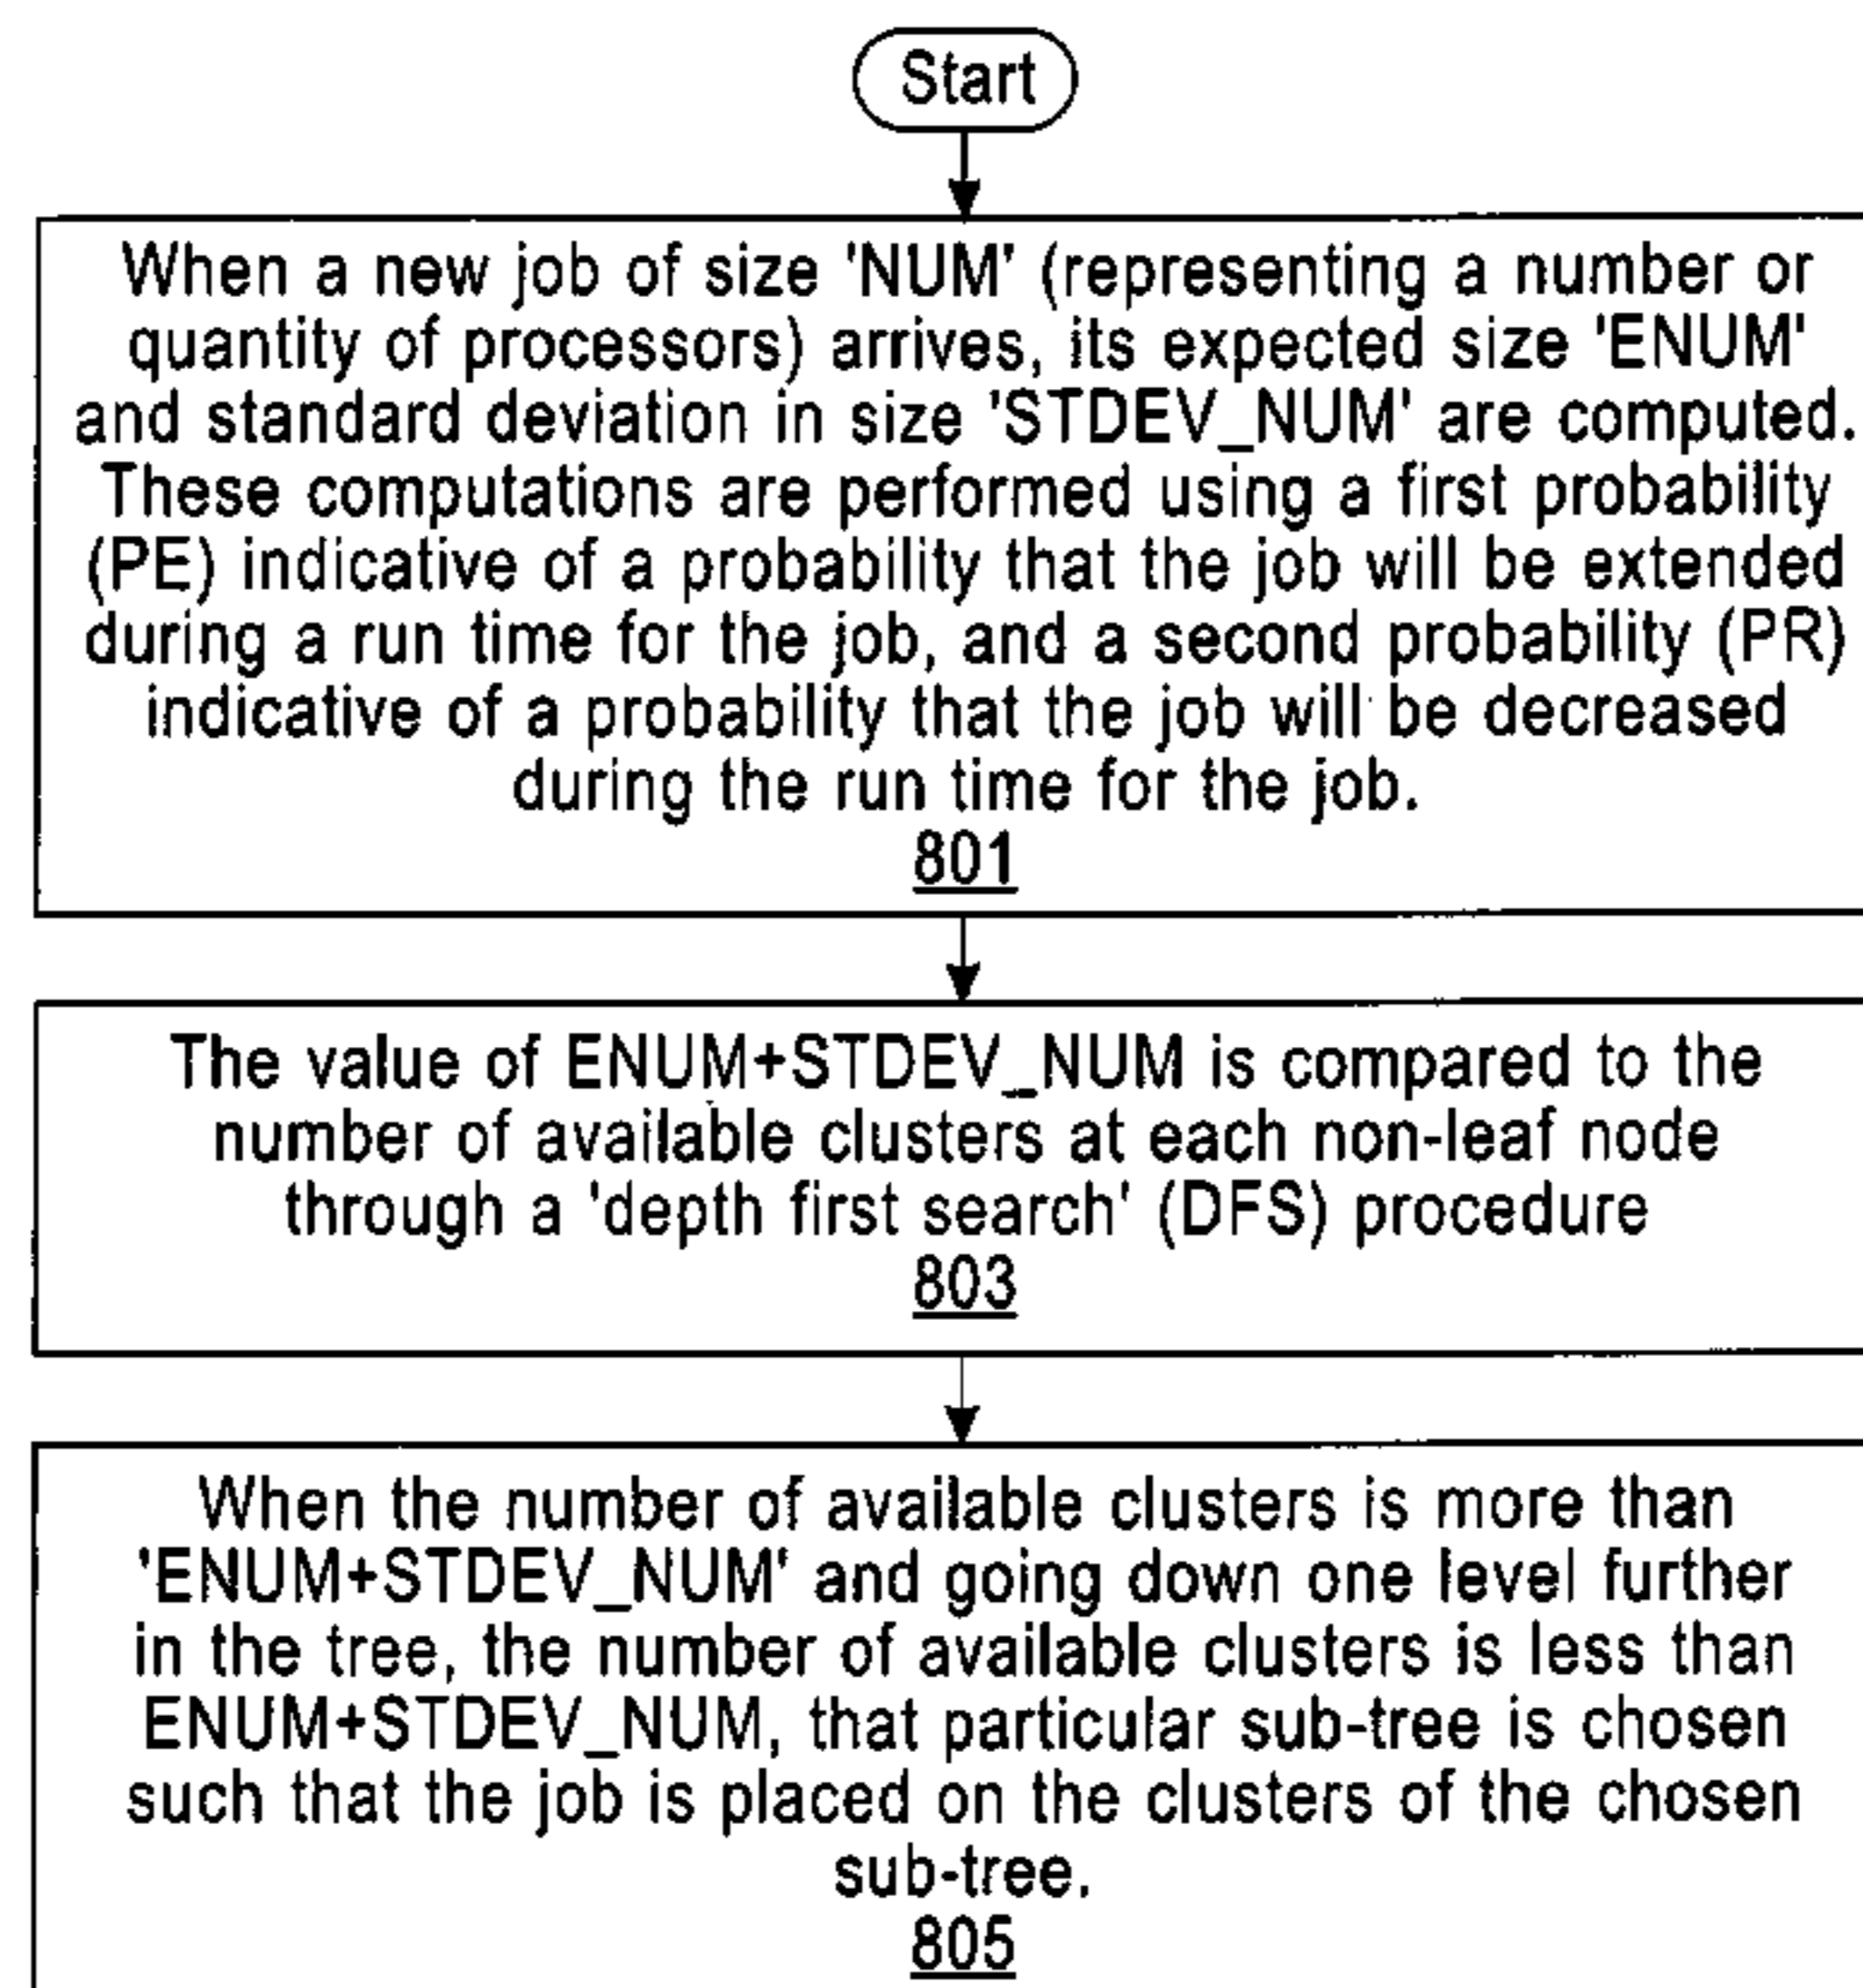 Start
When a new job of size 'NUM' (representing a number or
quantity of processors) arrives, its expected size 'ENUM'
and standard deviation in size 'STDEV_NUM' are computed.
These computations are performed using a first probability
(PE) indicative of a probability that the job will be extended
during a run time for the job, and a second probability (PR)
indicative of a probability that the job will be decreased
during the run time for the job.
801
The value of ENUM+STDEV_NUM is compared to the
number of available clusters at each non-leaf node
through a 'depth first search' (DFS) procedure
803
When the number of available clusters is more than
'ENUM+STDEV_NUM' and going down one level further
in the tree, the number of available clusters is less than
ENUM+STDEV_NUM, that particular sub-tree is chosen
such that the job is placed on the clusters of the chosen
sub-tree.
805